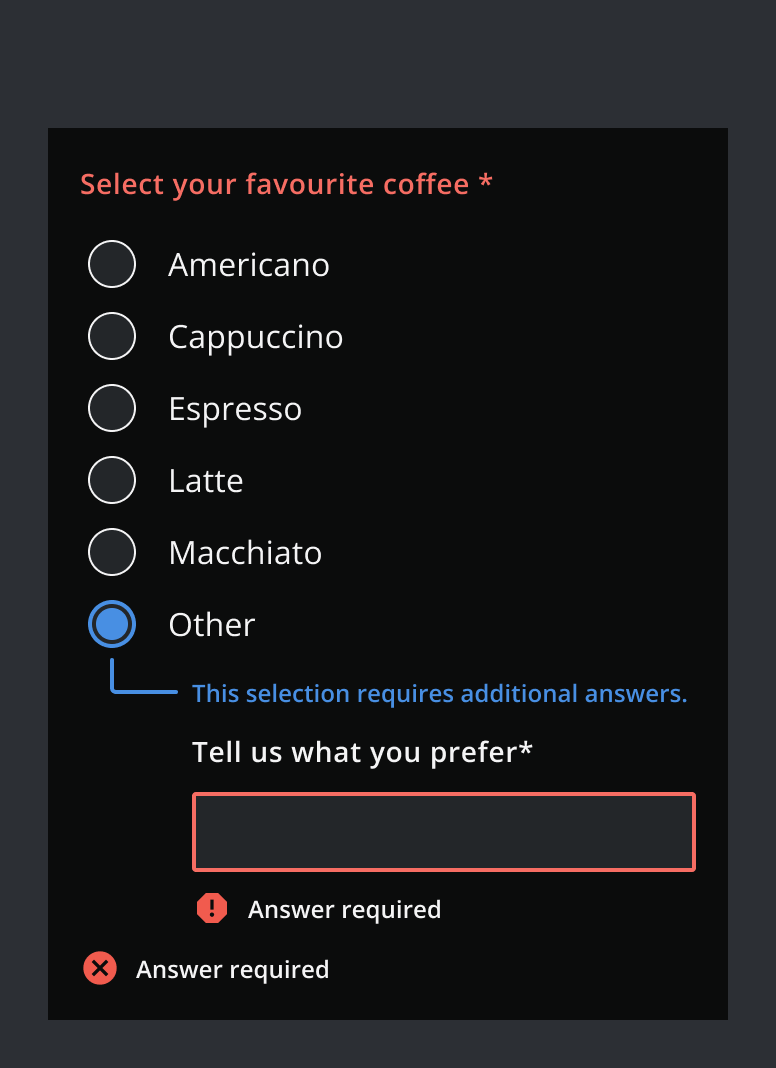 Select your favourite coffee *
Americano
Cappuccino
Espresso
Latte
Macchiato
Other
This selection requires additional answers.
Tell us what you prefer*
Answer required
Answer required